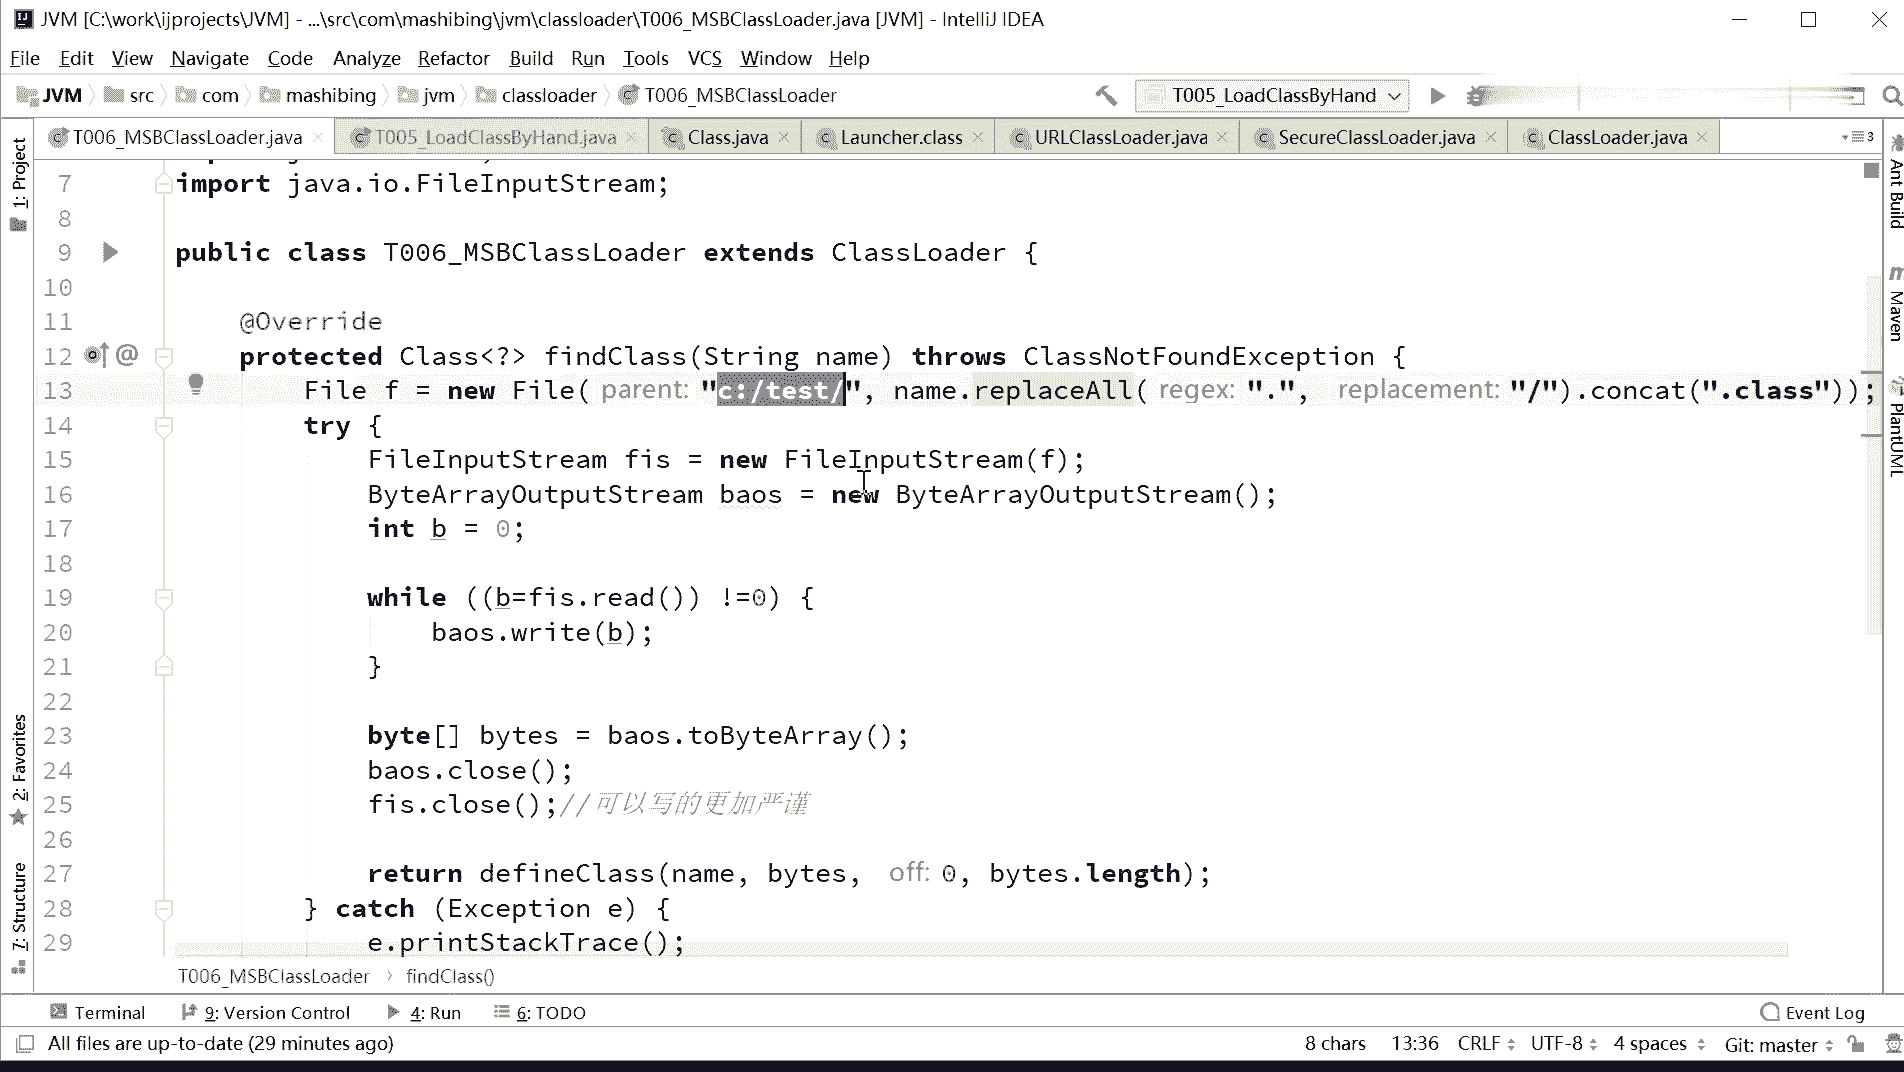 JVM [C:\work\ijprojects\JVM] - ...\src\com\mashibing\jvm\classloader\T006_MSBClassLoader.java [JVM] - IntelliJ IDEA
File Edit View Navigate Code Analyze Refactor Build Run Tools VCS Window Help
JVM src com mashibing jvm classloader T006_MSBClassLoader T005_LoadClassByHand
T006_MSBClassLoader.java T005_LoadClassByHand.java Class.java Launcher.class URLClassLoader.java SecureClassLoader.java ClassLoader.java 3
1: Project
2: Favorites
7: Structure
7 import java.io.FileInputStream;
8
9 public class T006_MSBClassLoader extends ClassLoader {
10
11 @Override
12 protected Class<?> findClass(String name) throws ClassNotFoundException {
13 File f = new File( parent: "c:/test/", name.replaceAll( regex: ".", replacement: "/").concat(".class"));
14 try {
15 FileInputStream fis = new FileInputStream(f);
16 ByteArrayOutputStream baos = new ByteArrayOutputStream();
17 int b = 0;
18
19 while ((b=fis.read()) !=0) {
20 baos.write(b);
21 }
22
23 byte[] bytes = baos.toByteArray();
24 baos.close();
25 fis.close();//可以写的更加严谨
26
27 return defineClass(name, bytes, off: 0, bytes.length);
28 } catch (Exception e) {
29 e.printStackTrace();
Ant Build
Maven
PlantUML
T006_MSBClassLoader findClass()
Terminal 9: Version Control 4: Run 6: TODO Event Log
All files are up-to-date (29 minutes ago) 8 chars 13:36 CRLF UTF-8 4 spaces Git: master